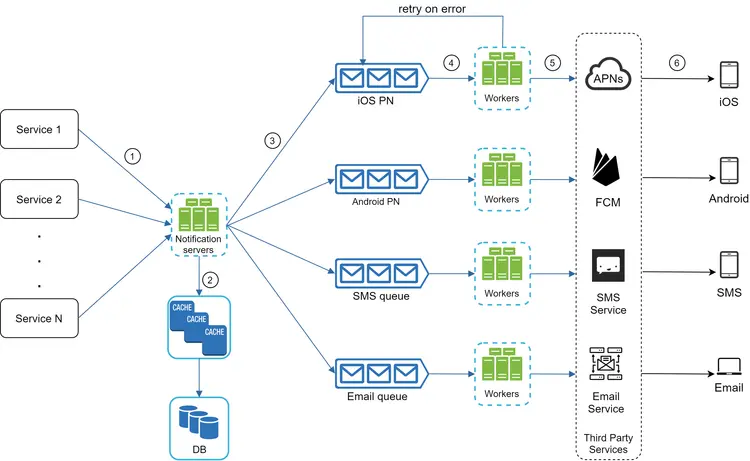 retry on error
4
5
6
APNs
iOS PN
Workers
iOS
Service 1
1
3
Service 2
Android PN
Workers
FCM
Android
Notification
servers
2
CACHE
CACHE
CACHE
SMS queue
Workers
SMS
Service
SMS
Service N
Email queue
Workers
Email
Service
Email
DB
Third Party
Services